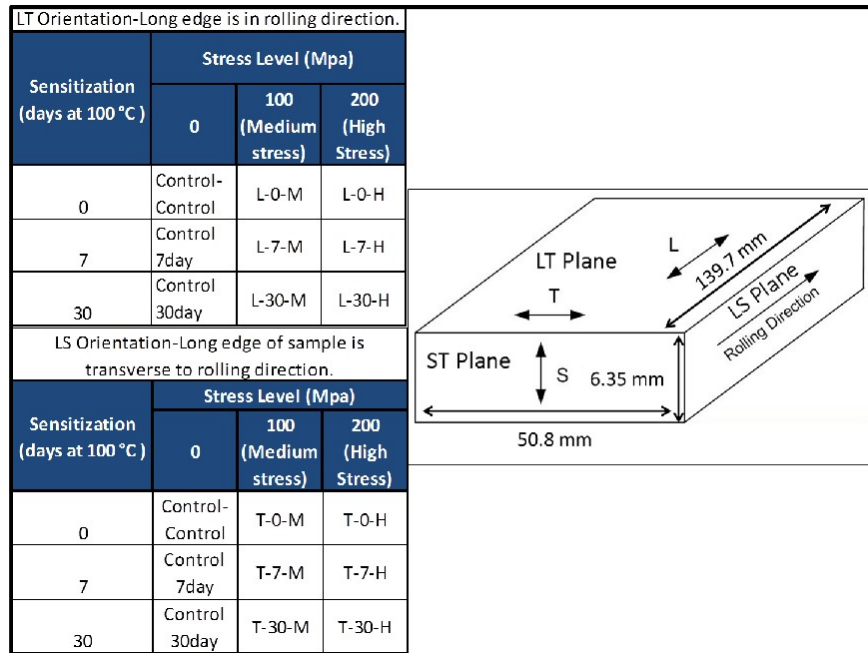 LT Orientation-Long edge is in rolling direction.
Sensitization
(days at 100 °C )
Stress Level (Mpa)
0
100
(Medium
stress)
200
(High
Stress)
0
Control-
Control
L-0-M
L-0-H
7
Control
7day
L-7-M
L-7-H
30
Control
30day
L-30-M
L-30-H
LS Orientation-Long edge of sample is
transverse to rolling direction.
Sensitization
(days at 100 °C )
Stress Level (Mpa)
0
100
(Medium
stress)
200
(High
Stress)
0
Control-
Control
T-0-M
T-0-H
7
Control
7day
T-7-M
T-7-H
30
Control
30day
T-30-M
T-30-H
LT Plane
L
139.7 mm
T
LS Plane
Rolling Direction
ST Plane
S
6.35 mm
50.8 mm